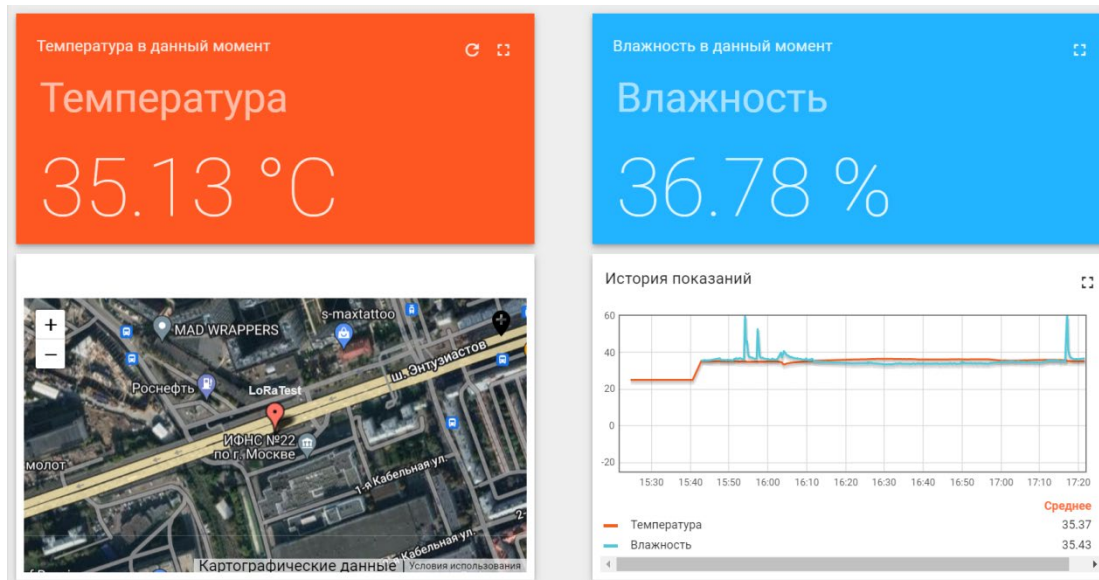 Температура в данный момент
Температура
35.13 °C
Влажность в данный момент
Влажность
36.78 %
+
−
s-maxtattoo
MAD WRAPPERS
ш. Энтузиастов
Роснефть
LoRaTest
ИФНС №22
по г. Москве
молот
1-я Кабельная ул.
2-
Кабельная ул.
Картографические данные
Условия использования
История показаний
60
40
20
0
-20
15:30 15:40 15:50 16:00 16:10 16:20 16:30 16:40 16:50 17:00 17:10 17:20
Среднее
Температура 35.37
Влажность 35.43